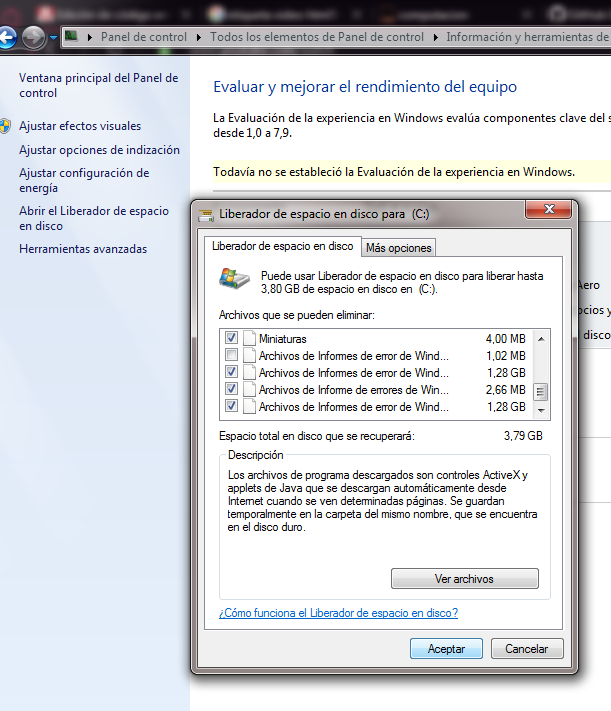 Panel de control
Todos los elementos de Panel de control
Información y herramientas de
Ventana principal del Panel de
control
Ajustar efectos visuales
Ajustar opciones de indización
Ajustar configuración de
energía
Abrir el Liberador de espacio
en disco
Herramientas avanzadas
Evaluar y mejorar el rendimiento del equipo
La Evaluación de la experiencia en Windows evalúa componentes clave del s
desde 1,0 a 7,9.
Todavía no se estableció la Evaluación de la experiencia en Windows.
Aero
ocios y
disco
Liberador de espacio en disco para (C:)
Liberador de espacio en disco
Más opciones
Puede usar Liberador de espacio en disco para liberar hasta
3,80 GB de espacio en disco en (C:).
Archivos que se pueden eliminar:
Miniaturas 4,00 MB
Archivos de Informes de error de Wind... 1,02 MB
Archivos de Informes de error de Wind... 1,28 GB
Archivos de Informe de errores de Win... 2,66 MB
Archivos de Informes de error de Wind... 1,28 GB
Espacio total en disco que se recuperará: 3,79 GB
Descripción
Los archivos de programa descargados son controles ActiveX y
applets de Java que se descargan automáticamente desde
Internet cuando se ven determinadas páginas. Se guardan
temporalmente en la carpeta del mismo nombre, que se encuentra
en el disco duro.
Ver archivos
¿Cómo funciona el Liberador de espacio en disco?
Aceptar
Cancelar